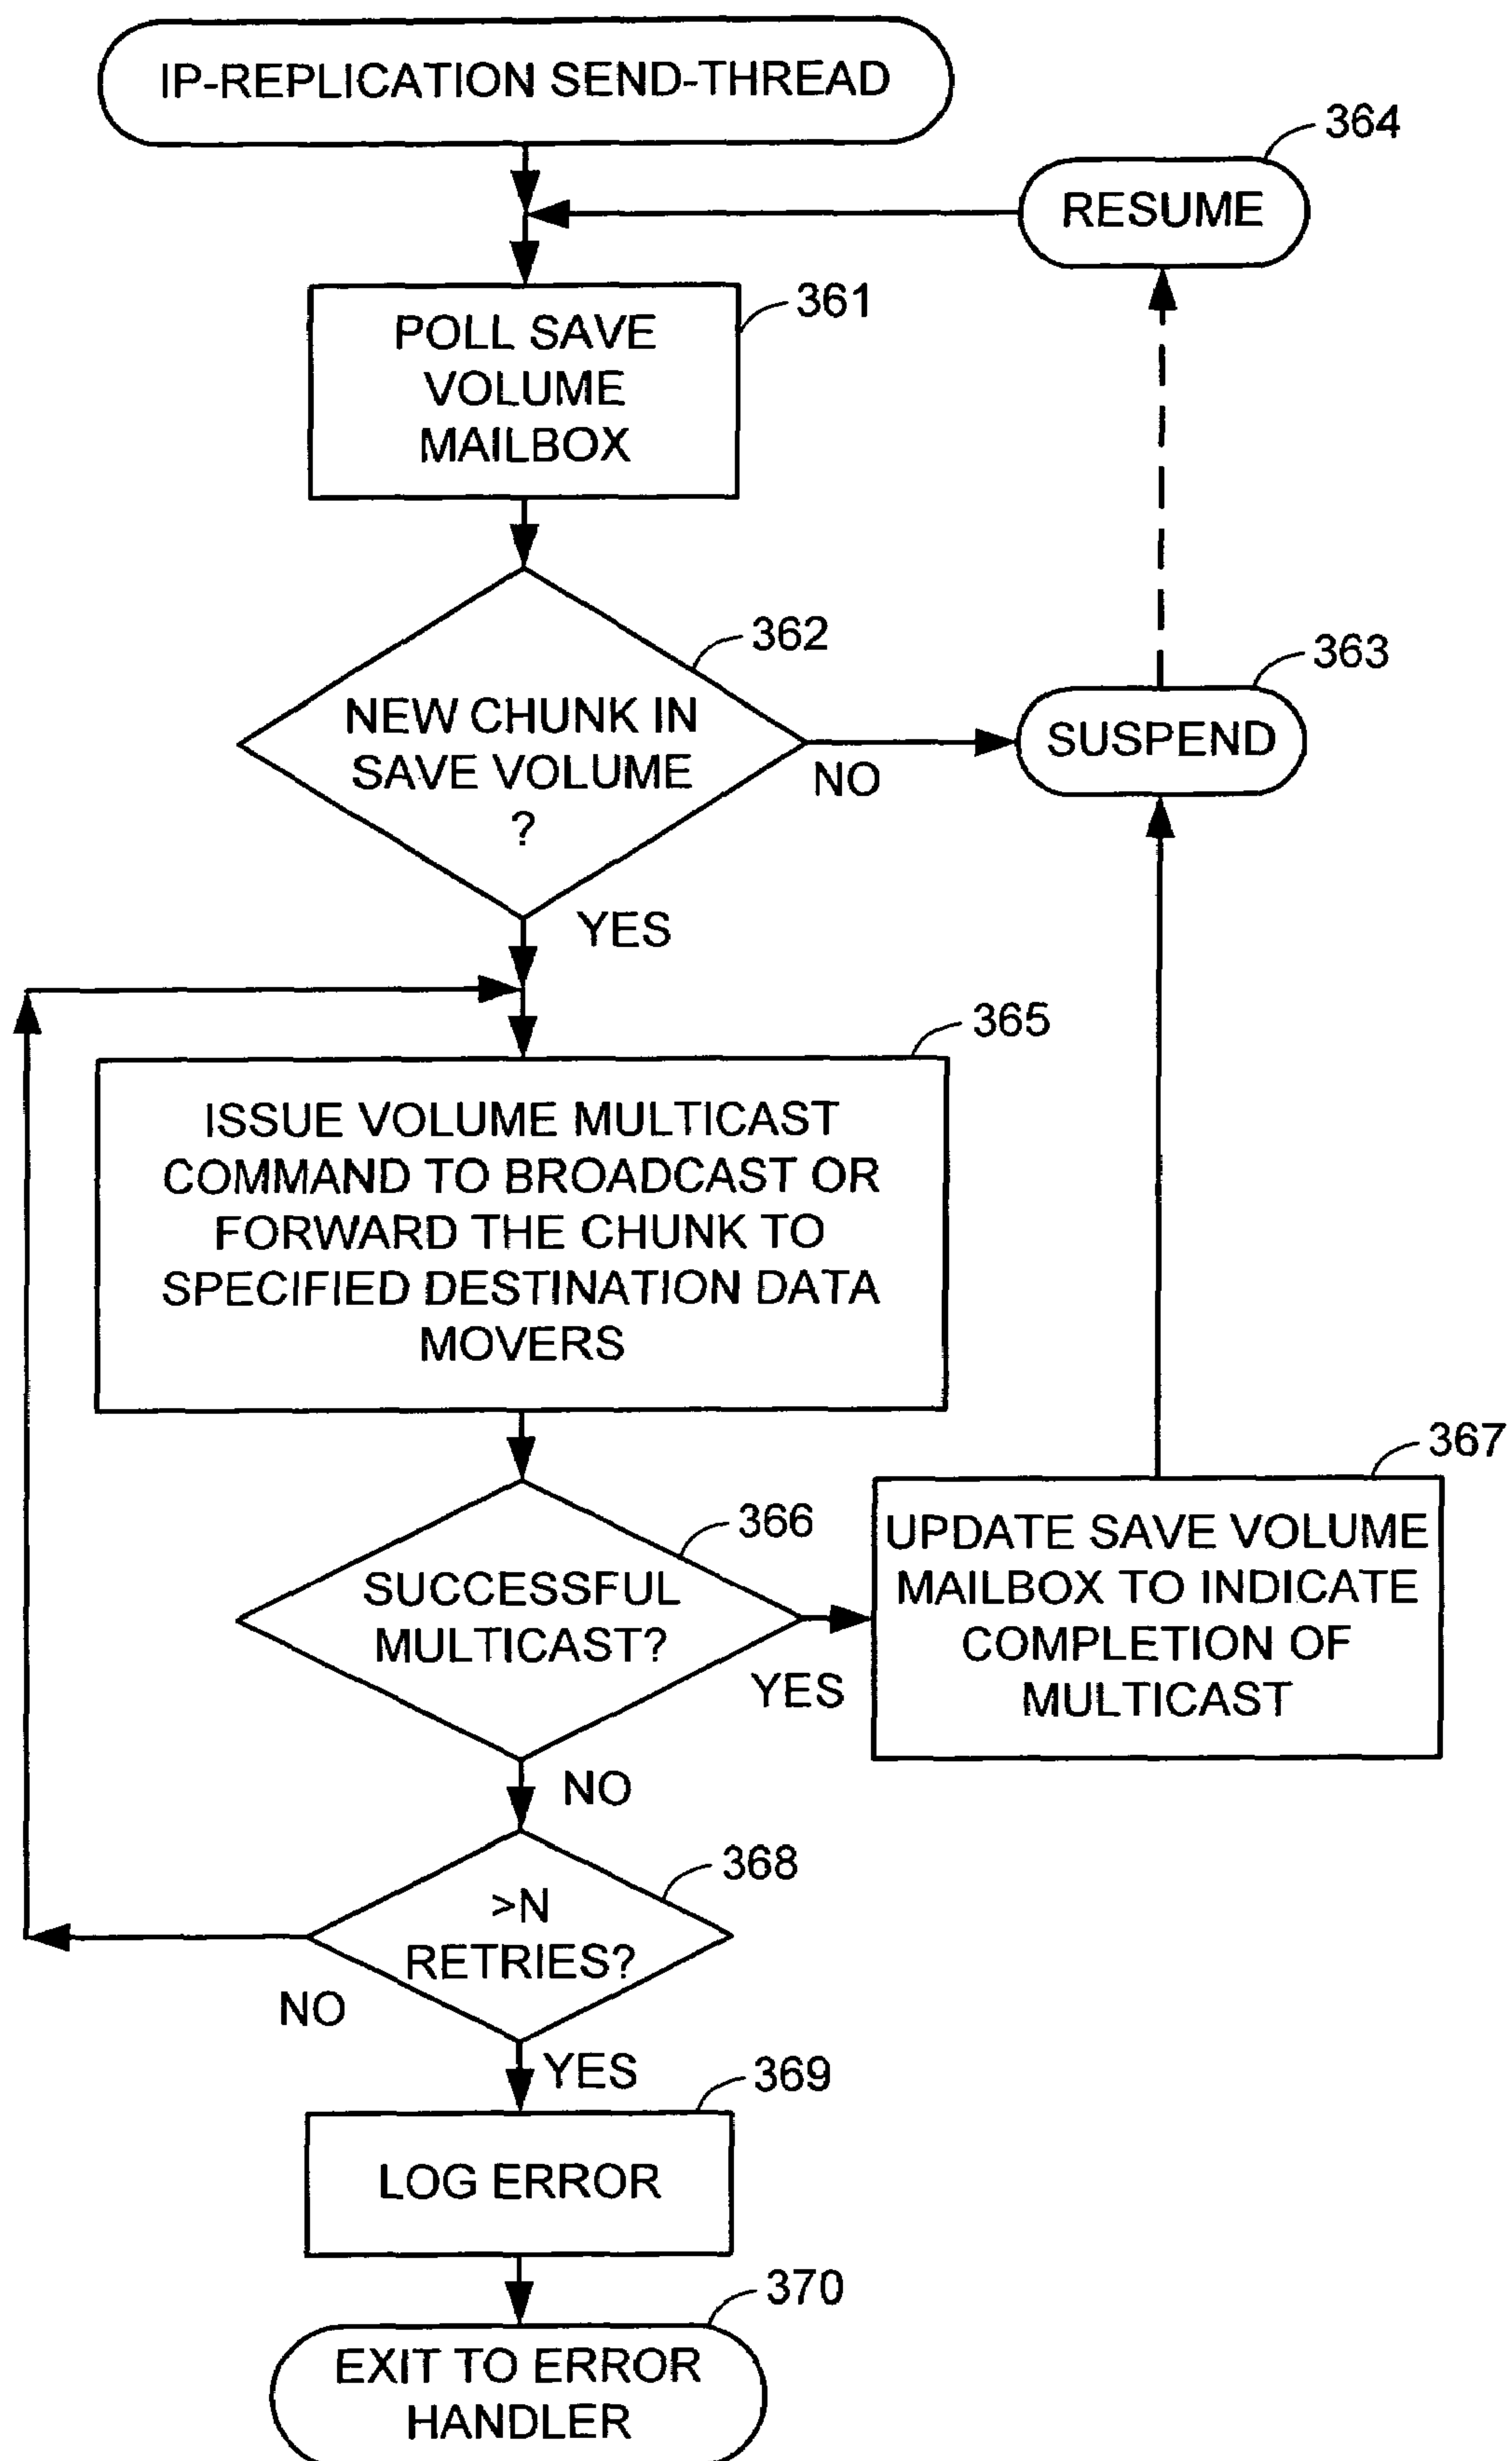 IP-REPLICATION SEND-THREAD
364
RESUME
361
POLL SAVE
VOLUME
MAILBOX
362
NEW CHUNK IN
SAVE VOLUME
?
NO
363
SUSPEND
YES
365
ISSUE VOLUME MULTICAST
COMMAND TO BROADCAST OR
FORWARD THE CHUNK TO
SPECIFIED DESTINATION DATA
MOVERS
366
SUCCESSFUL
MULTICAST?
YES
367
UPDATE SAVE VOLUME
MAILBOX TO INDICATE
COMPLETION OF
MULTICAST
NO
368
>N
RETRIES?
NO
YES
369
LOG ERROR
370
EXIT TO ERROR
HANDLER